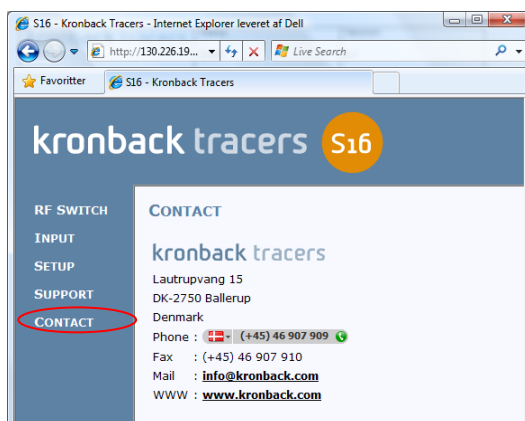 S16 - Kronback Tracers - Internet Explorer leveret af Dell
http://130.226.19...
Live Search
Favoritter
S16 - Kronback Tracers
kronback tracers S16
RF SWITCH
INPUT
SETUP
SUPPORT
CONTACT
CONTACT
kronback tracers
Lautrupvang 15
DK-2750 Ballerup
Denmark
Phone : (+45) 46 907 909
Fax : (+45) 46 907 910
Mail : info@kronback.com
WWW : www.kronback.com